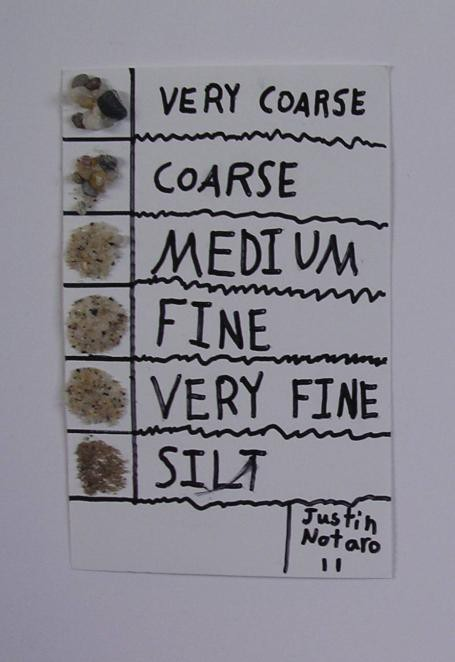 VERY COARSE
COARSE
MEDIUM
FINE
VERY FINE
SILT
Justin
Notaro
11